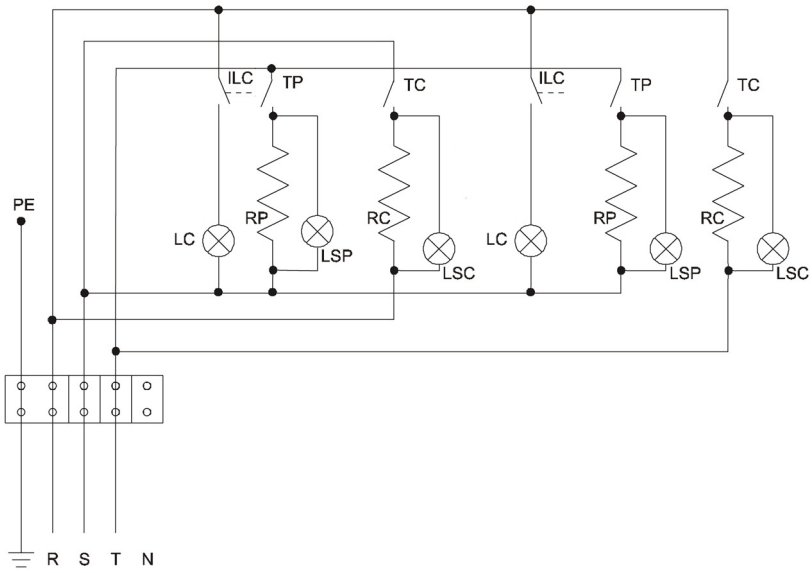 ILC TP TC ILC TP TC
PE
RP RC RP RC
LC LC
LSP LSC LSP LSC
R S T N